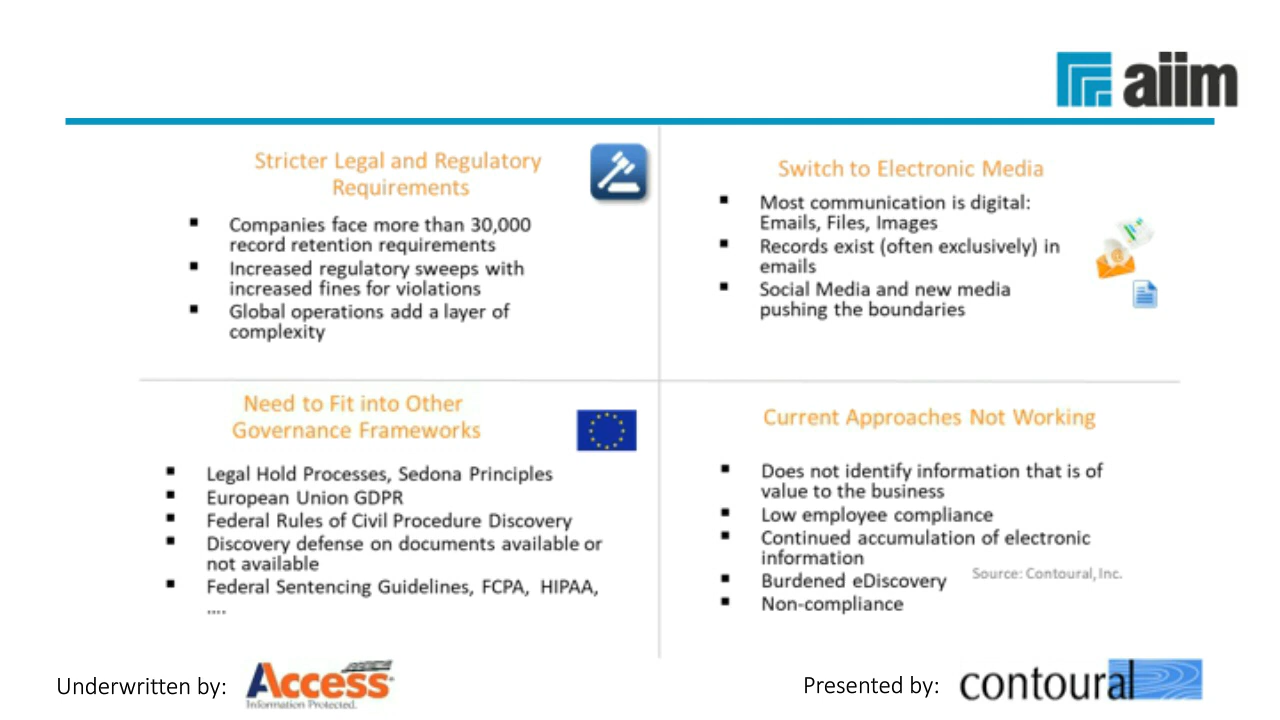 aiim
Stricter Legal and Regulatory
Requirements
▪ Companies face more than 30,000
record retention requirements
▪ Increased regulatory sweeps with
increased fines for violations
▪ Global operations add a layer of
complexity
Switch to Electronic Media
▪ Most communication is digital:
Emails, Files, Images
▪ Records exist (often exclusively) in
emails
▪ Social Media and new media
pushing the boundaries
Need to Fit into Other
Governance Frameworks
▪ Legal Hold Processes, Sedona Principles
▪ European Union GDPR
▪ Federal Rules of Civil Procedure Discovery
▪ Discovery defense on documents available or
not available
▪ Federal Sentencing Guidelines, FCPA, HIPAA,
....
Current Approaches Not Working
▪ Does not identify information that is of
value to the business
▪ Low employee compliance
▪ Continued accumulation of electronic
information
▪ Burdened eDiscovery
▪ Non-compliance
Source: Contoural, Inc.
Underwritten by:
Access
Information Protected.
Presented by:
contoural